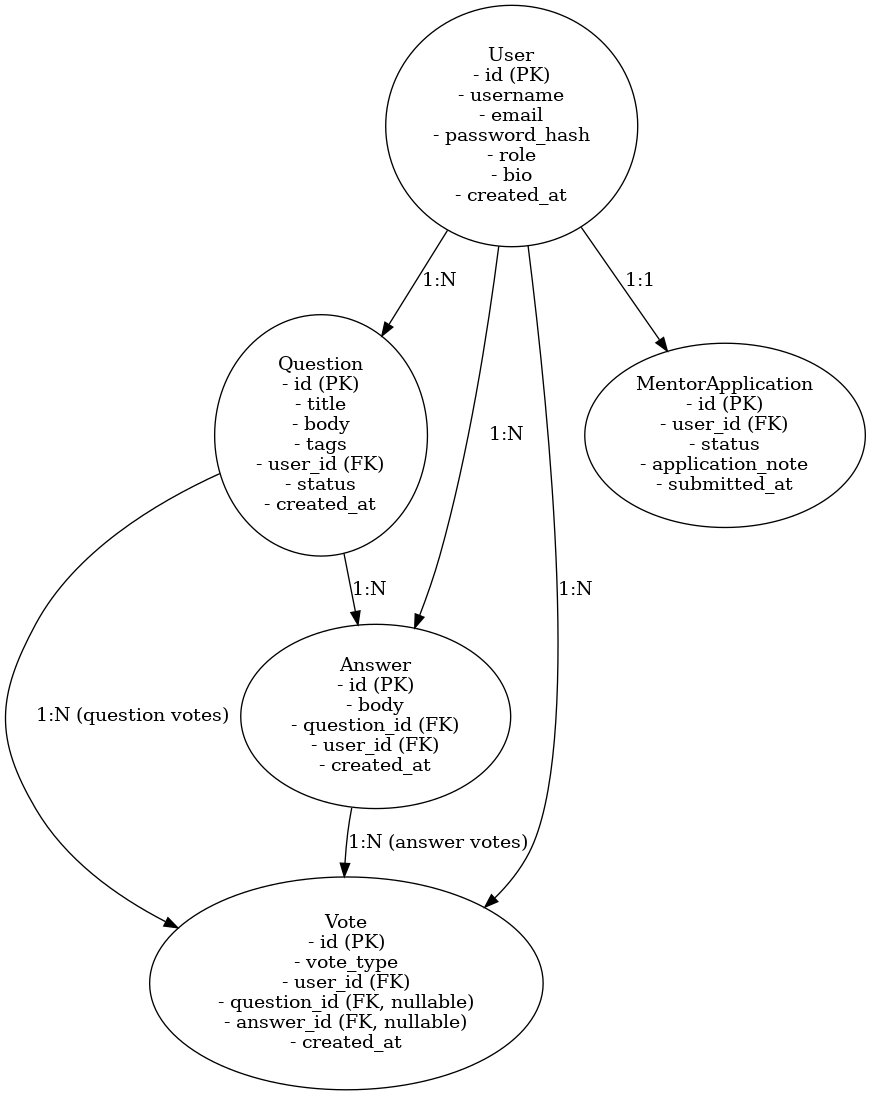 User
- id (PK)
- username
- email
- password_hash
- role
- bio
- created_at
1:N
1:1
Question
- id (PK)
- title
- body
- tags
- user_id (FK)
- status
- created_at
1:N
MentorApplication
- id (PK)
- user_id (FK)
- status
- application_note
- submitted_at
1:N
1:N
Answer
- id (PK)
- body
- question_id (FK)
- user_id (FK)
- created_at
1:N (question votes)
1:N (answer votes)
Vote
- id (PK)
- vote_type
- user_id (FK)
- question_id (FK, nullable)
- answer_id (FK, nullable)
- created_at